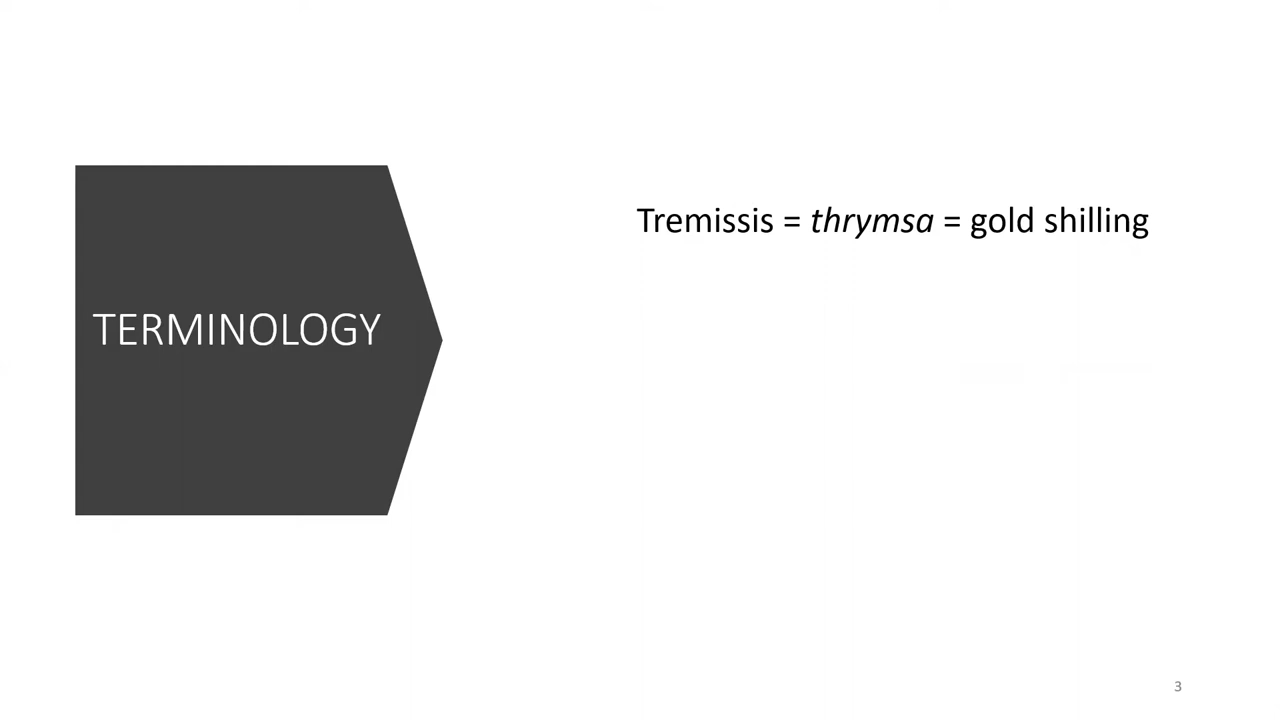 TERMINOLOGY
Tremissis = thrymsa = gold shilling
3